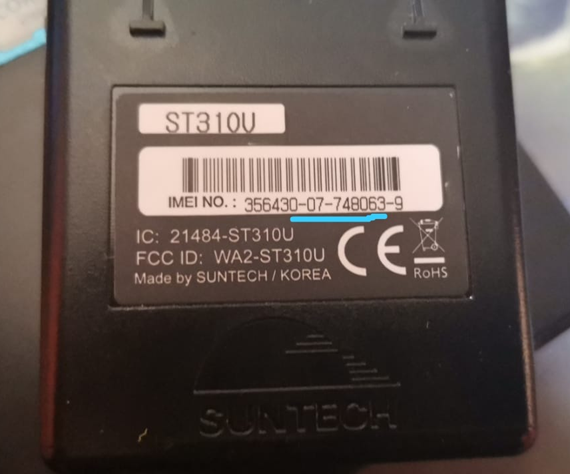 ST310U
IMEI NO. : 356430-07-748063-9
IC: 21484-ST310U
FCC ID: WA2-ST310U
Made by SUNTECH / KOREA
CE
RoHS
SUNTECH